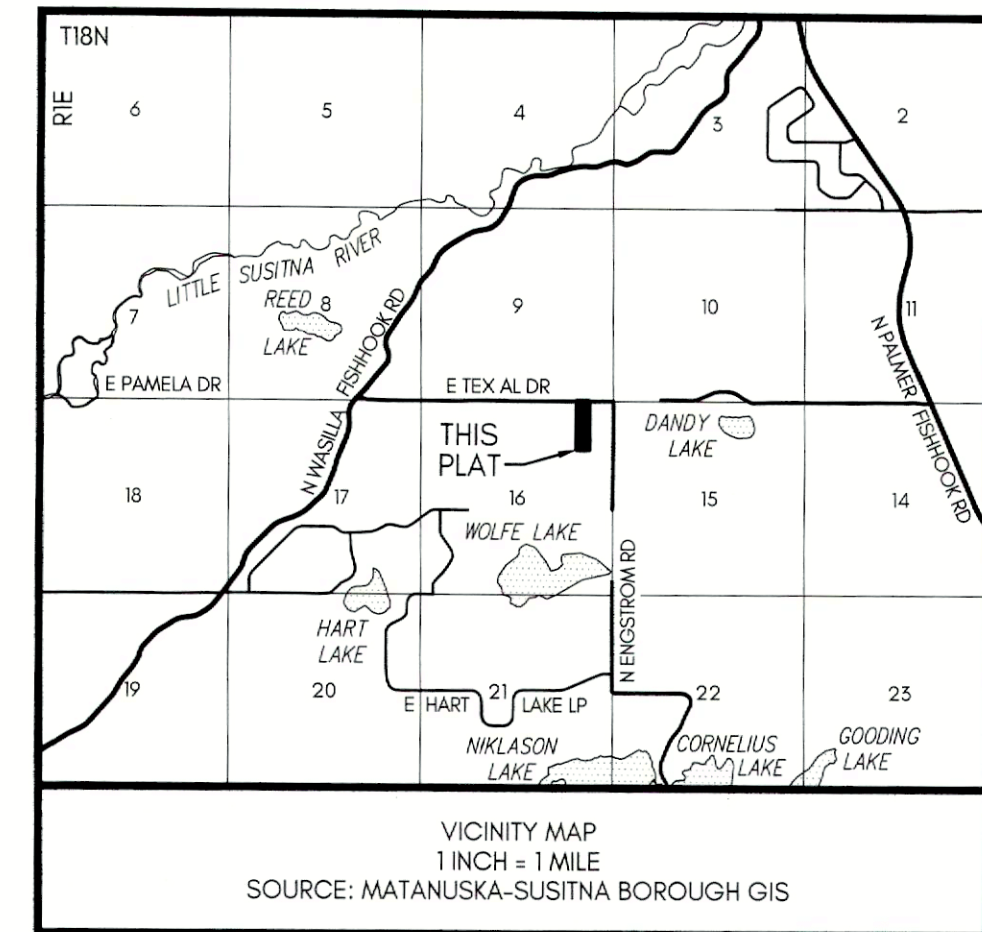 T18N
R1E
6
5
4
3
2
LITTLE SUSITNA RIVER
7
REED
LAKE
8
9
10
11
N WASILLA FISHHOOK RD
N PALMER FISHHOOK RD
E PAMELA DR
E TEX AL DR
THIS
PLAT
DANDY
LAKE
18
17
16
15
14
WOLFE LAKE
N ENGSTROM RD
HART
LAKE
19
20
21
22
23
E HART LAKE LP
NIKLASON
LAKE
CORNELIUS
LAKE
GOODING
LAKE
VICINITY MAP
1 INCH = 1 MILE
SOURCE: MATANUSKA-SUSITNA BOROUGH GIS